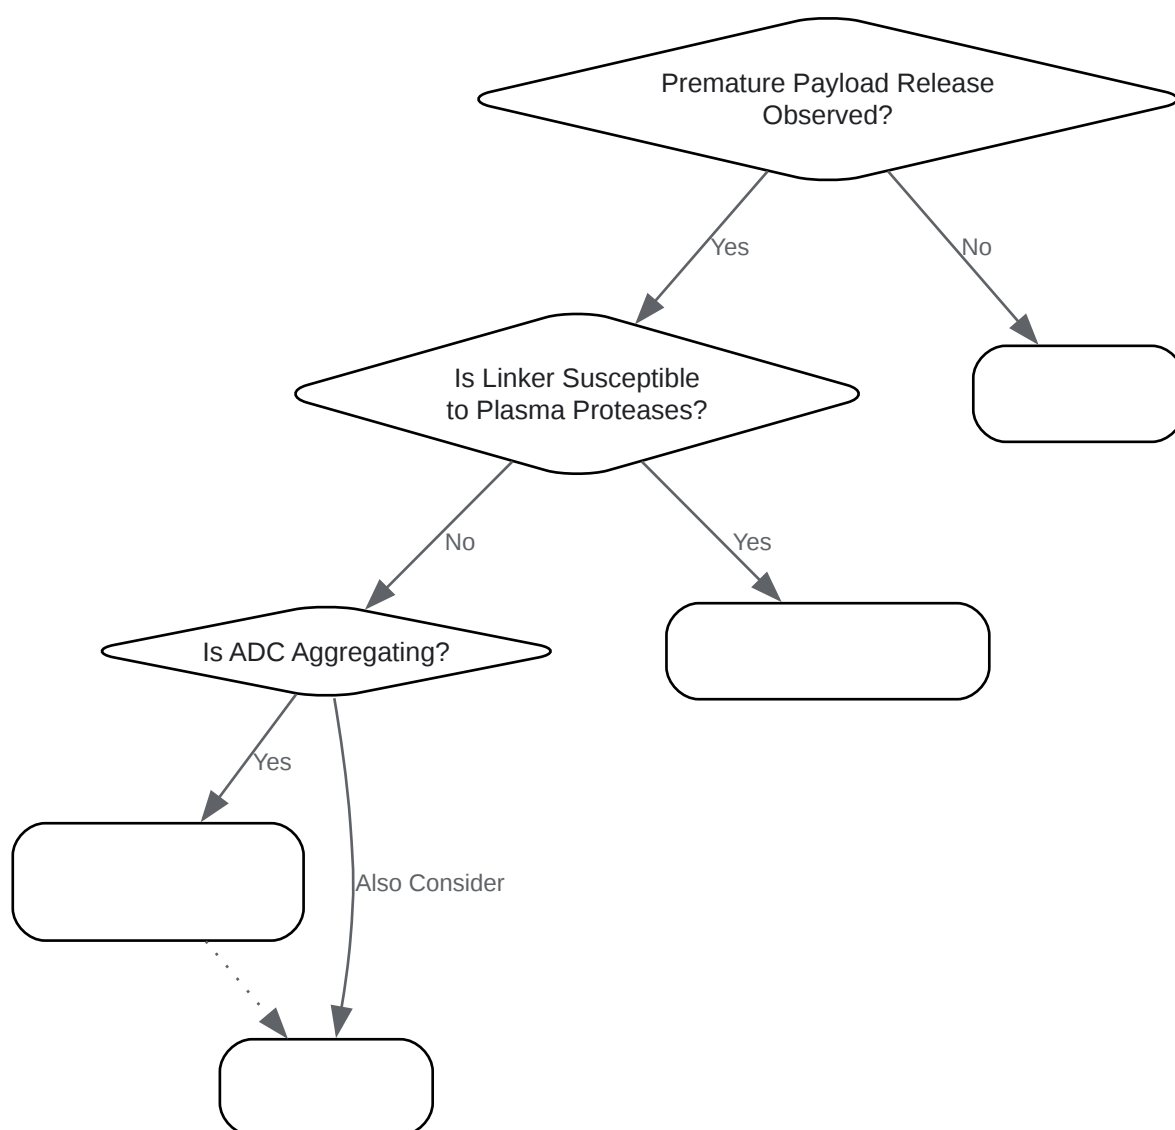 Premature Payload Release
Observed?
Yes
No
Is Linker Susceptible
to Plasma Proteases?
No
Yes
Is ADC Aggregating?
Yes
Also Consider